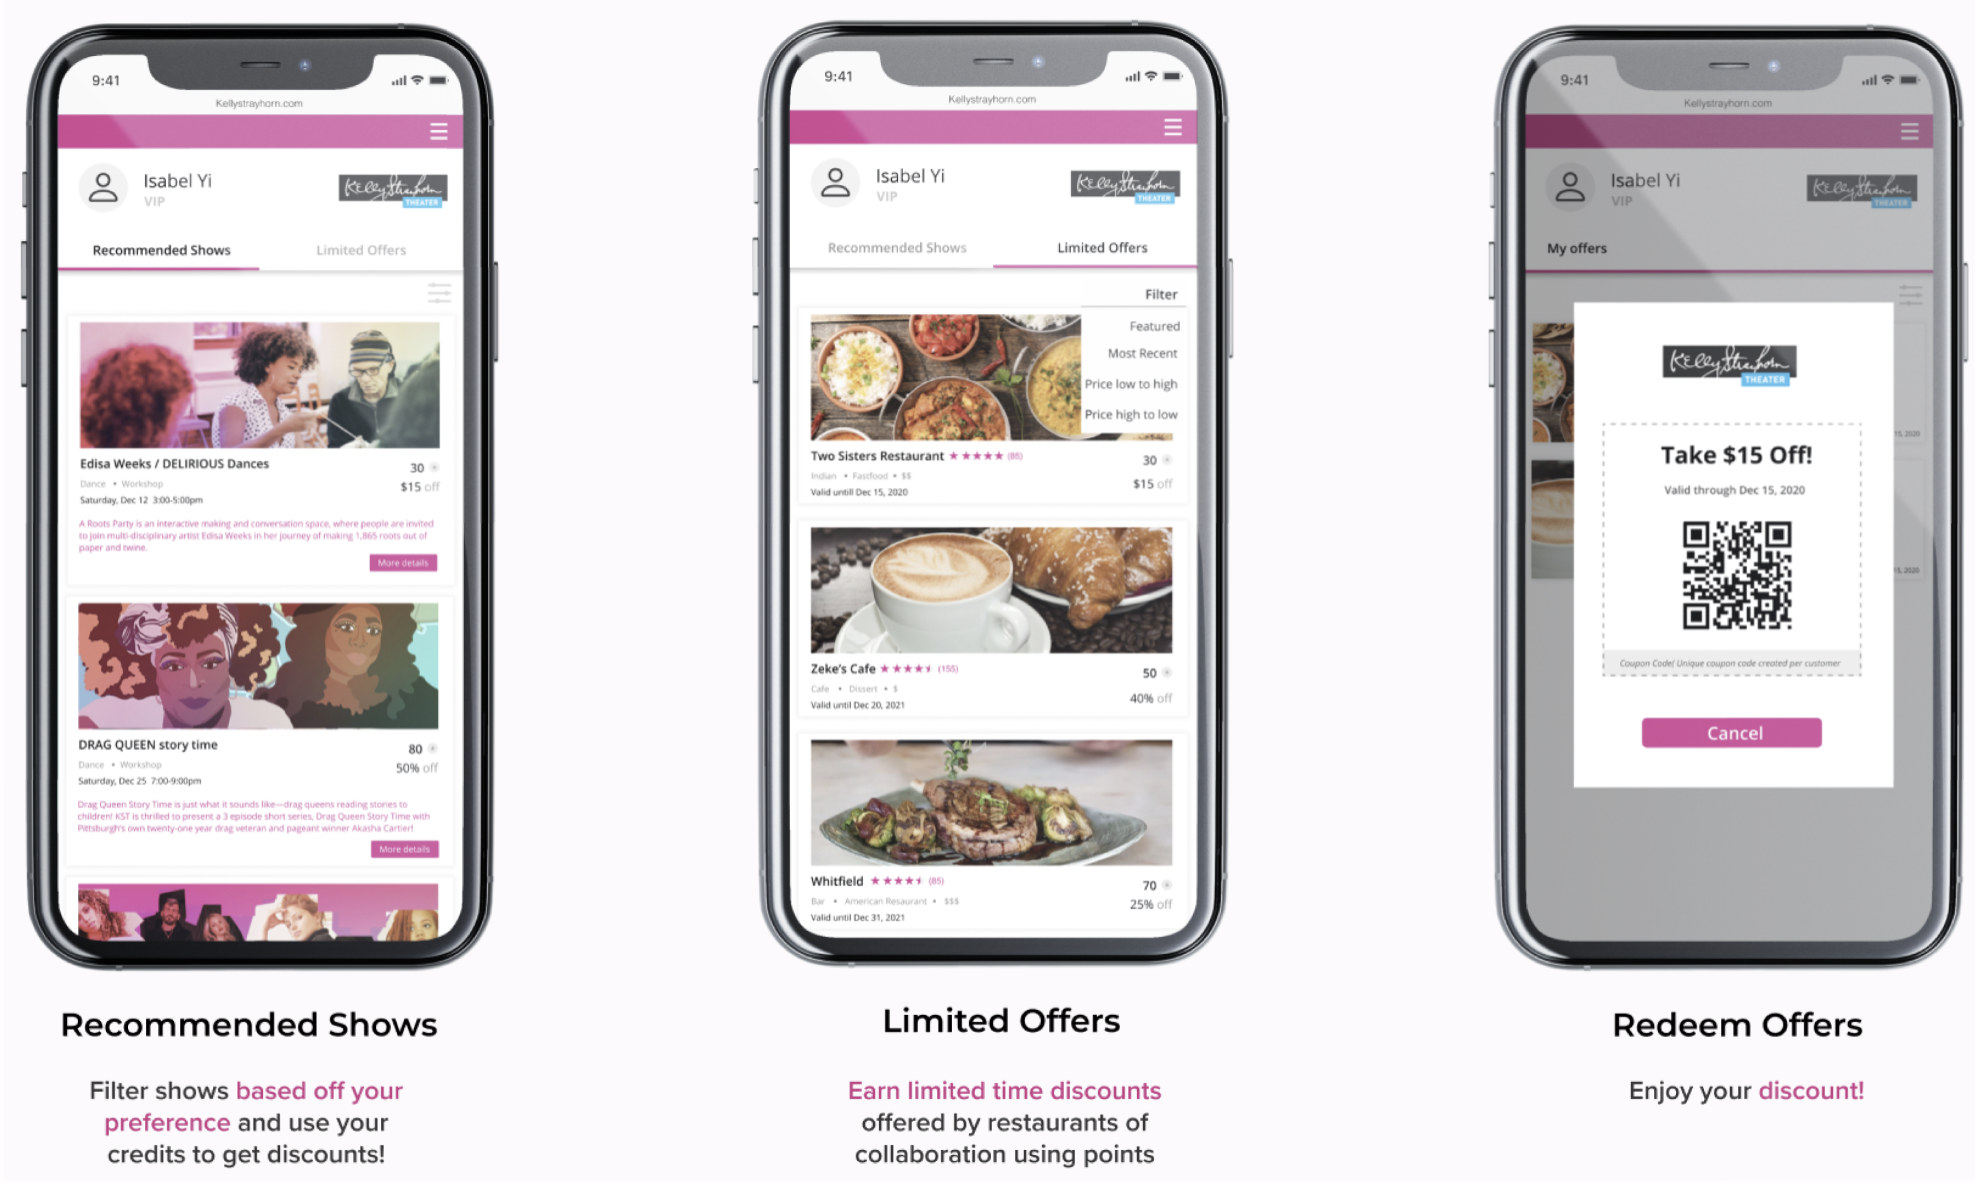 9:41
Kellystrayhorn.com
Isabel Yi
VIP
Kelly Strayhorn
THEATER
Recommended Shows
Limited Offers
Edisa Weeks / DELIRIOUS Dances
30
Dance • Workshop
$15 off
Saturday, Dec 12 3:00-5:00pm
A Roots Party is an interactive making and conversation space, where people are invited
to join multi-disciplinary artist Edisa Weeks in her journey of making 1,865 roots out of
paper and twine.
More details
DRAG QUEEN story time
80
Dance • Workshop
50% off
Saturday, Dec 25 7:00-9:00pm
Drag Queen Story Time is just what it sounds like—drag queens reading stories to
children! KST is thrilled to present a 3 episode short series, Drag Queen Story Time with
Pittsburgh's own twenty-one year drag veteran and pageant winner Akasha Cartier!
More details
Recommended Shows
Filter shows based off your
preference and use your
credits to get discounts!
9:41
Kellystrayhorn.com
Isabel Yi
VIP
Kelly Strayhorn
THEATER
Recommended Shows
Limited Offers
Filter
Featured
Most Recent
Price low to high
Price high to low
Two Sisters Restaurant ★★★★★ (85)
30
Indian • Fastfood • $$
$15 off
Valid untill Dec 15, 2020
Zeke's Cafe (155)
50
Cafe • Dissert • $
40% off
Valid until Dec 20, 2021
Whitfield (85)
70
Bar • American Resaurant • $$$
25% off
Valid until Dec 31, 2021
Limited Offers
Earn limited time discounts
offered by restaurants of
collaboration using points
9:41
Kellystrayhorn.com
Isabel Yi
VIP
Kelly Strayhorn
THEATER
My offers
15, 2020
15, 2020
Kelly Strayhorn
THEATER
Take $15 Off!
Valid through Dec 15, 2020
Coupon Code| Unique coupon code created per customer
Cancel
Redeem Offers
Enjoy your discount!